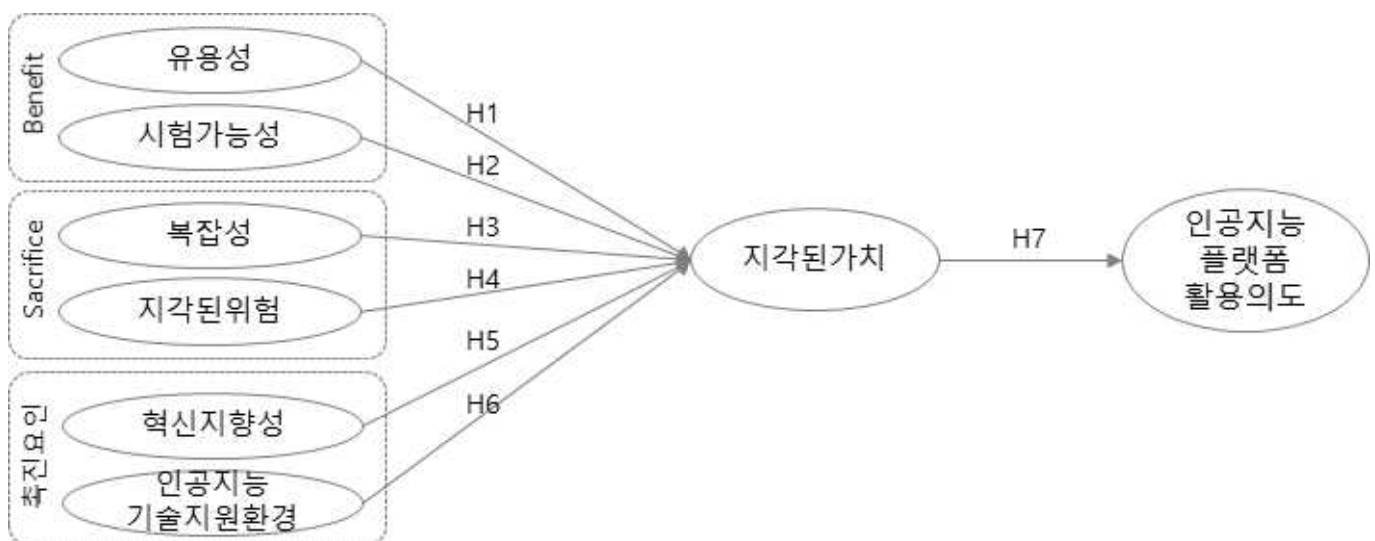 Benefit
유용성
시험가능성
H1
H2
Sacrifice
복잡성
지각된위험
H3
H4
촉진요인
혁신지향성
인공지능
기술지원환경
H5
H6
지각된가치
H7
인공지능
플랫폼
활용의도